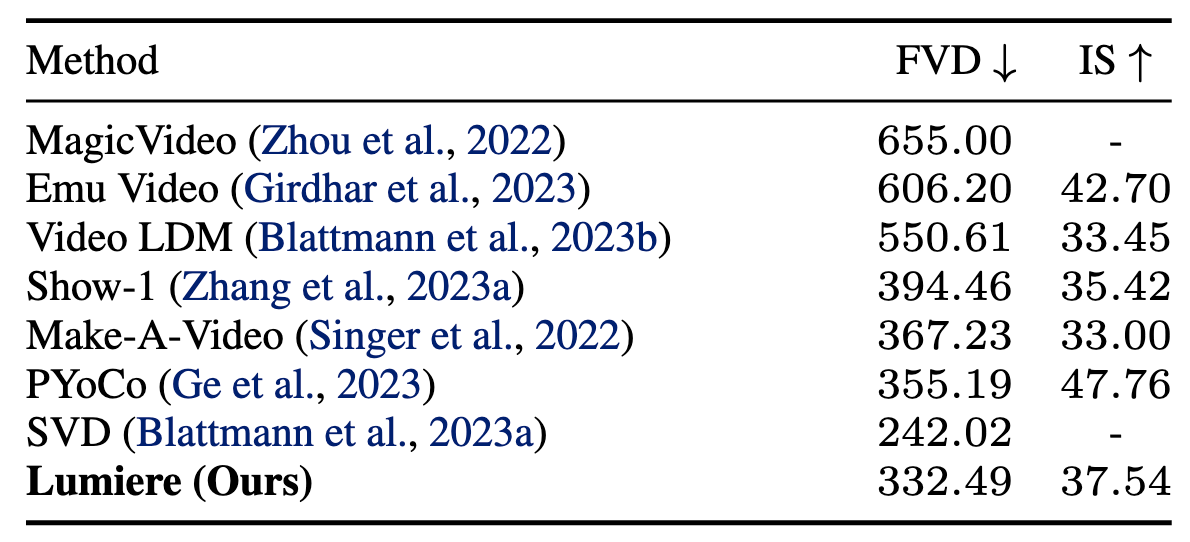 Method FVD ↓ IS ↑
MagicVideo (Zhou et al., 2022) 655.00 -
Emu Video (Girdhar et al., 2023) 606.20 42.70
Video LDM (Blattmann et al., 2023b) 550.61 33.45
Show-1 (Zhang et al., 2023a) 394.46 35.42
Make-A-Video (Singer et al., 2022) 367.23 33.00
PYoCo (Ge et al., 2023) 355.19 47.76
SVD (Blattmann et al., 2023a) 242.02 -
Lumiere (Ours) 332.49 37.54